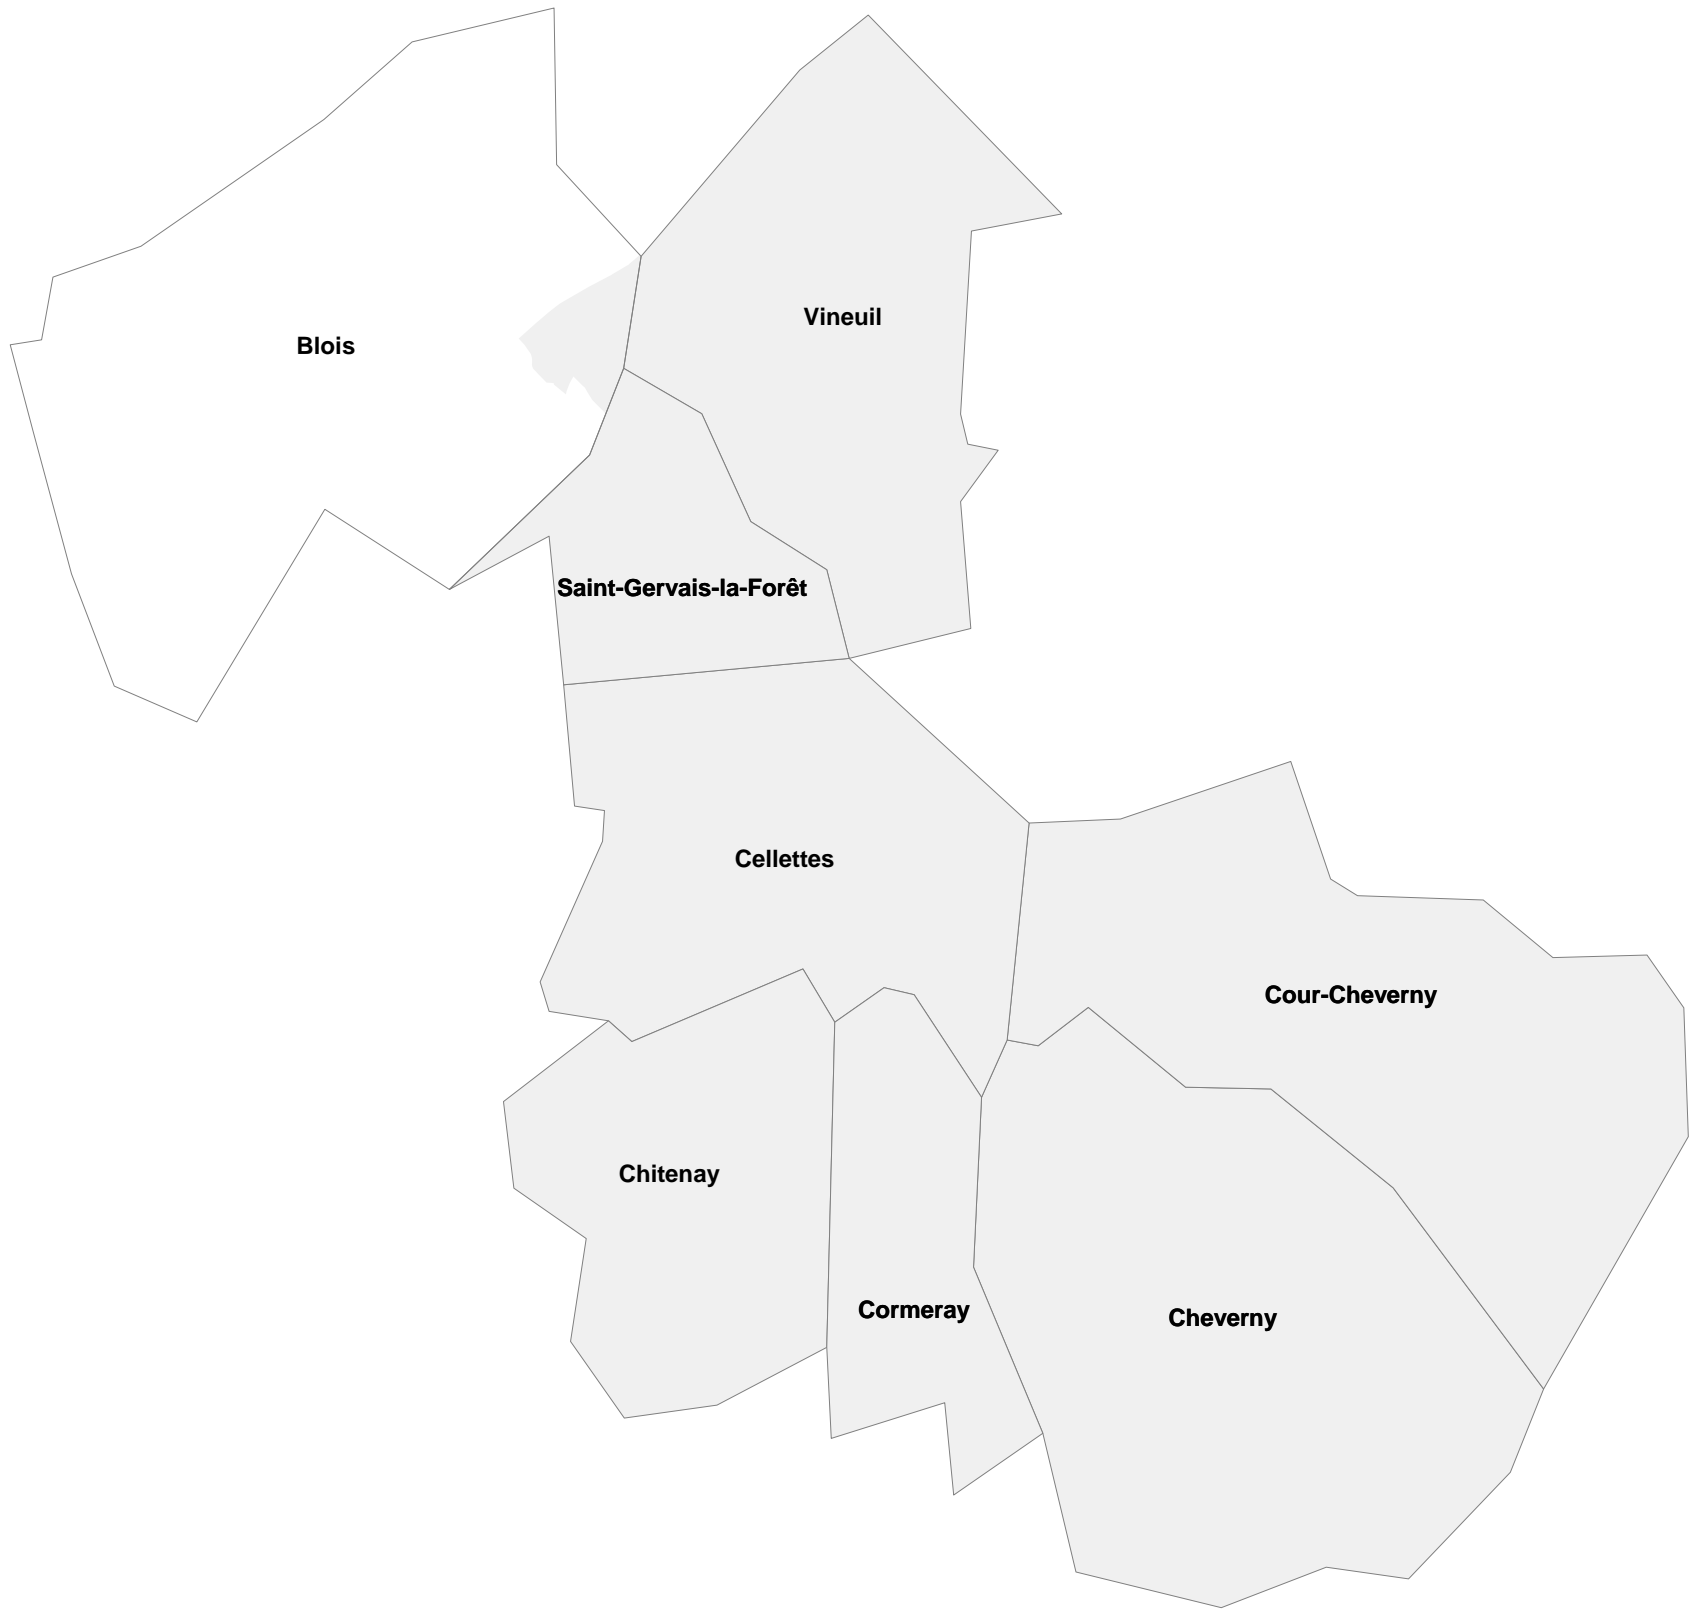 Vineuil
Blois
Saint-Gervais-la-Forêt
Cellettes
Cour-Cheverny
Chitenay
Cormeray
Cheverny